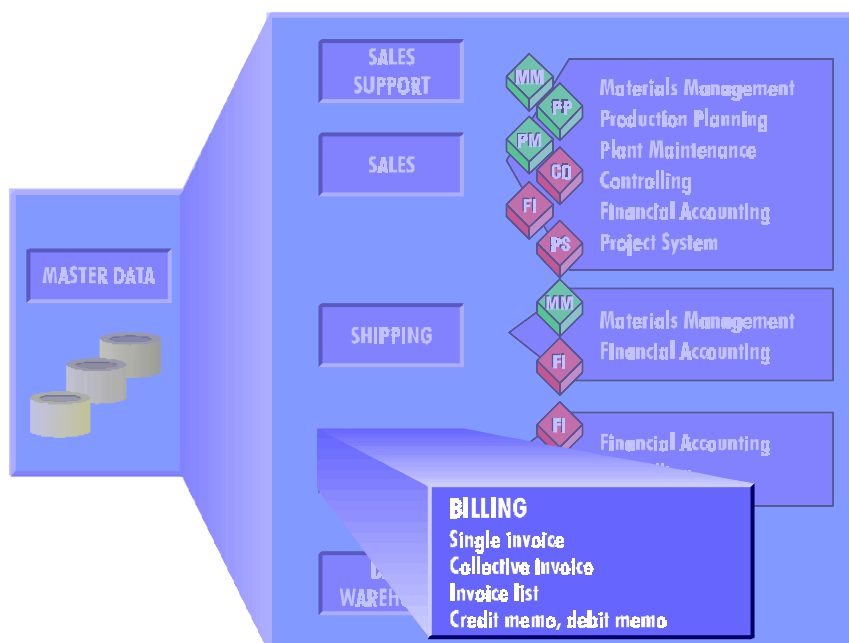 SALES
SUPPORT
SALES
MASTER DATA
SHIPPING
MM
PP
PM
CO
FI
PS
Materials Management
Production Planning
Plant Maintenance
Controlling
Financial Accounting
Project System
MM
FI
Materials Management
Financial Accounting
FI
Financial Accounting
BILLING
Single invoice
Collective invoice
Invoice list
Credit memo, debit memo